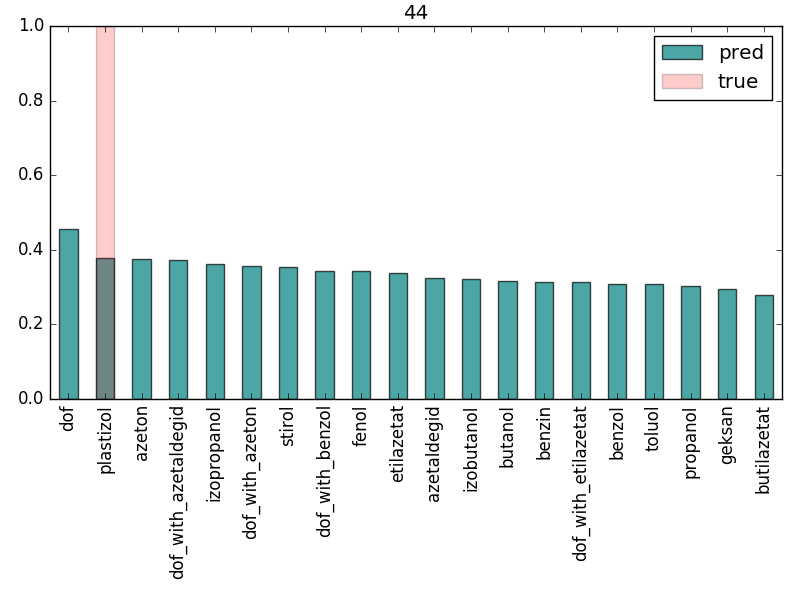 44
1.0
0.8
0.6
0.4
0.2
0.0
pred
true
dof
plastizol
azeton
dof_with_azetaldegid
izopropanol
dof_with_azeton
stirol
dof_with_benzol
fenol
etilazetat
azetaldegid
izobutanol
butanol
benzin
dof_with_etilazetat
benzol
toluol
propanol
geksan
butilazetat